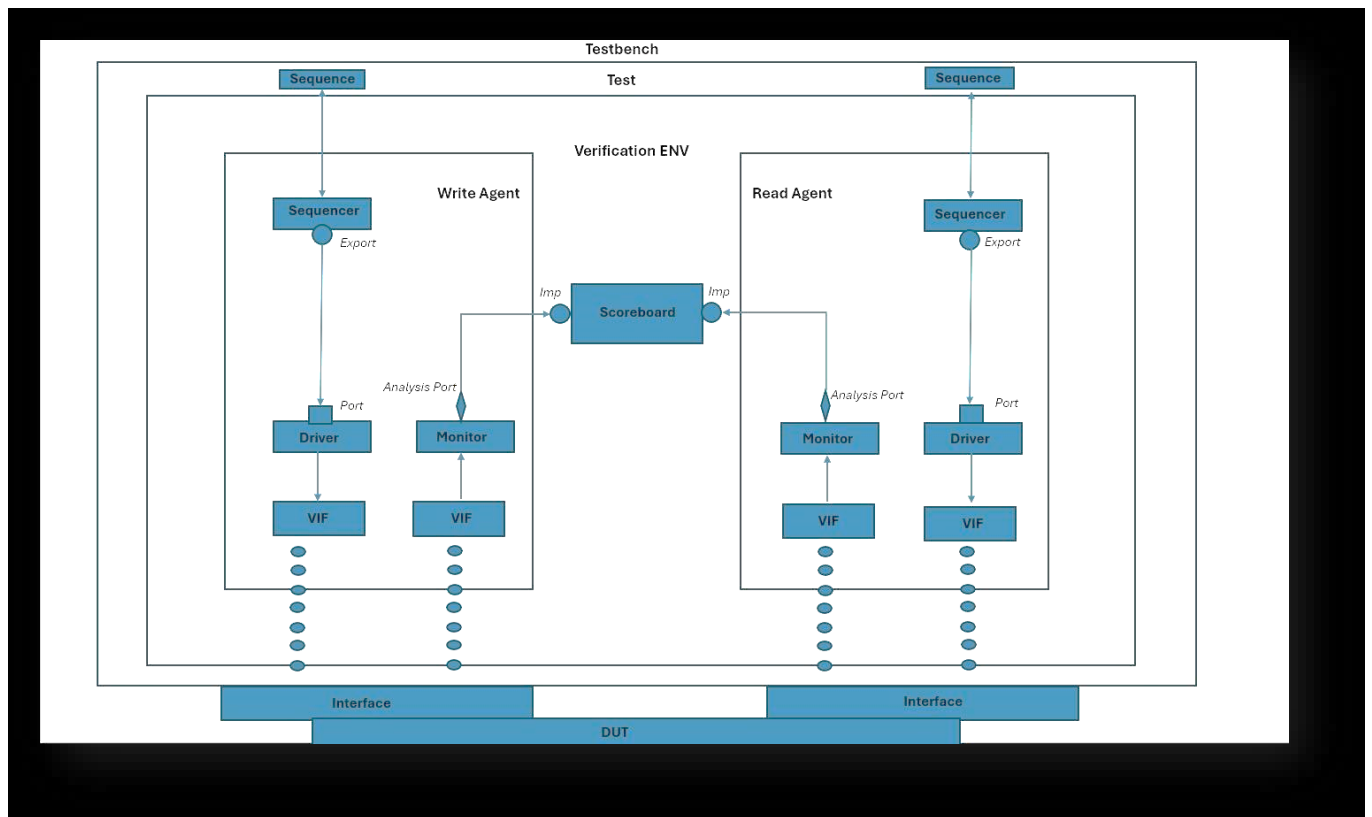 Testbench
Sequence
Test
Sequence
Verification ENV
Write Agent
Read Agent
Sequencer
Sequencer
Export
Export
Imp
Scoreboard
Imp
Analysis Port
Analysis Port
Port
Port
Driver
Monitor
Monitor
Driver
VIF
VIF
VIF
VIF
Interface
Interface
DUT